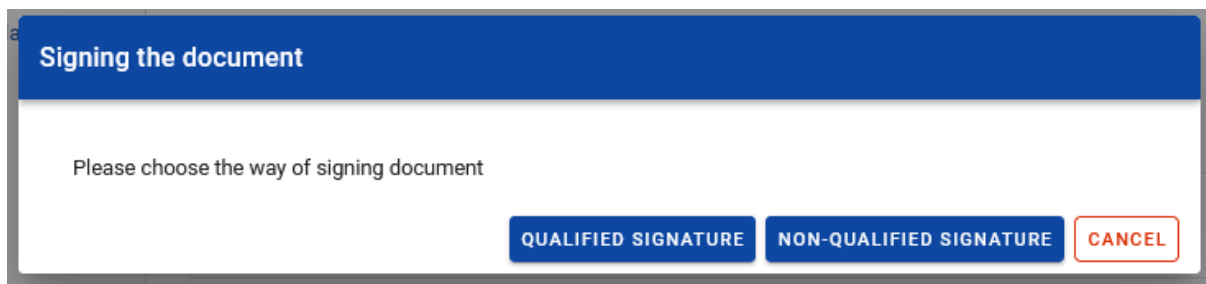 Signing the document
Please choose the way of signing document
QUALIFIED SIGNATURE NON-QUALIFIED SIGNATURE CANCEL